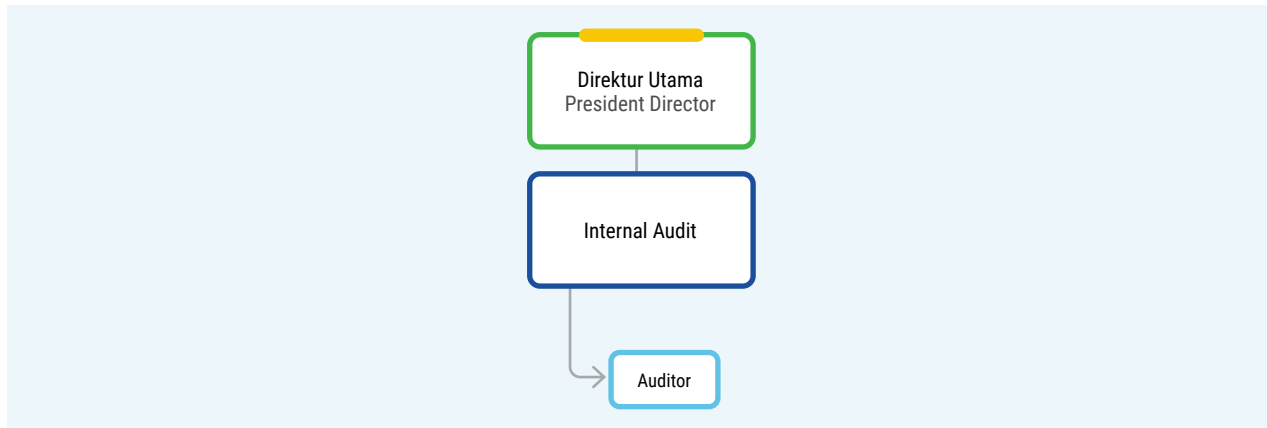 Direktur Utama
President Director
Internal Audit
Auditor